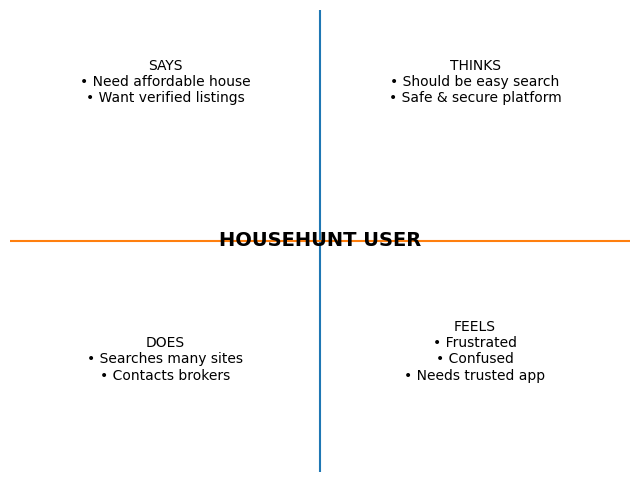 SAYS
• Need affordable house
• Want verified listings
THINKS
• Should be easy search
• Safe & secure platform
HOUSEHUNT USER
DOES
• Searches many sites
• Contacts brokers
FEELS
• Frustrated
• Confused
• Needs trusted app